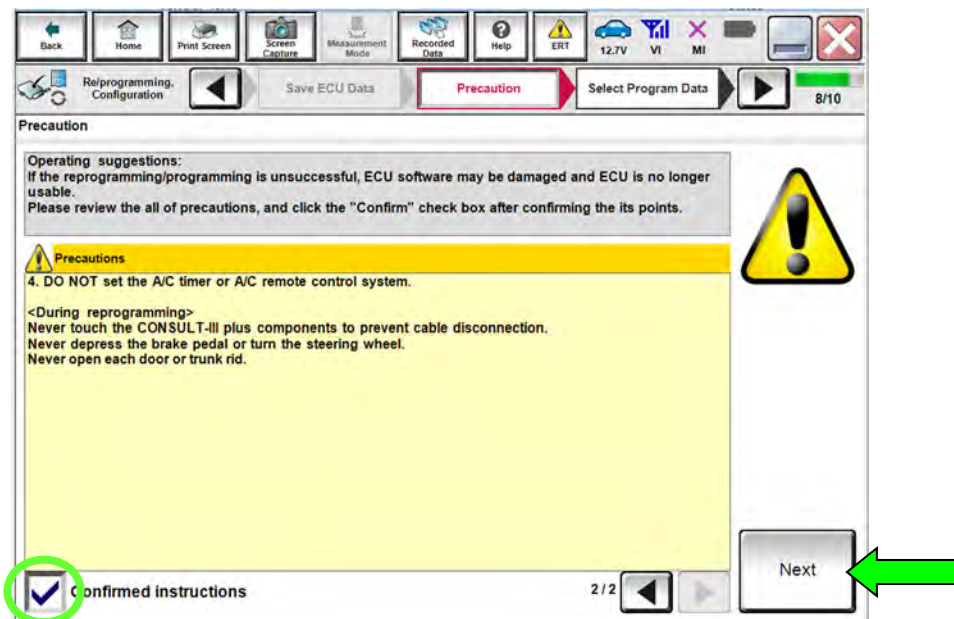 Back
Home
Print Screen
Screen
Capture
Measurement
Mode
Recorded
Data
Help
ERT
12.7V
VI
MI
Re/programming,
Configuration
Save ECU Data
Precaution
Select Program Data
8/10
Precaution
Operating suggestions:
If the reprogramming/programming is unsuccessful, ECU software may be damaged and ECU is no longer
usable.
Please review the all of precautions, and click the "Confirm" check box after confirming the its points.
Precautions
4. DO NOT set the A/C timer or A/C remote control system.
<During reprogramming>
Never touch the CONSULT-III plus components to prevent cable disconnection.
Never depress the brake pedal or turn the steering wheel.
Never open each door or trunk rid.
Confirmed instructions
2/2
Next